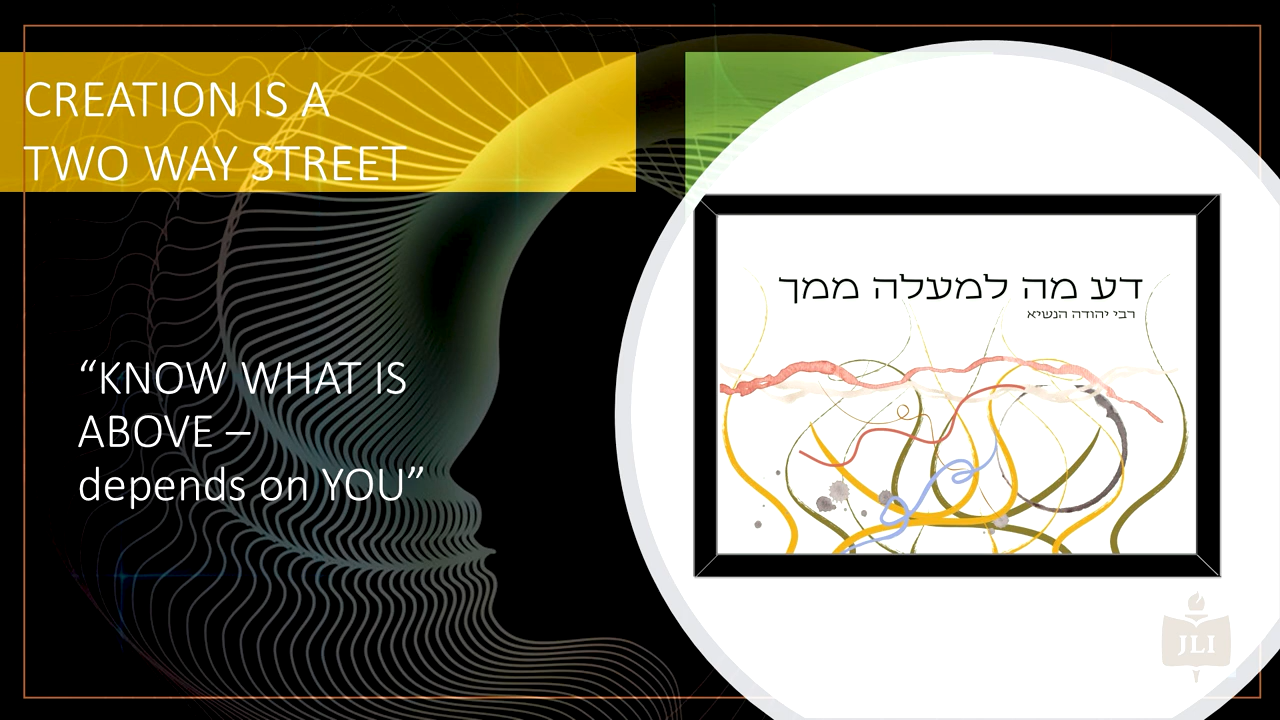 CREATION IS A
TWO WAY STREET
“KNOW WHAT IS
ABOVE –
depends on YOU”
דע מה למעלה ממך
רבי יהודה הנשיא
JLI